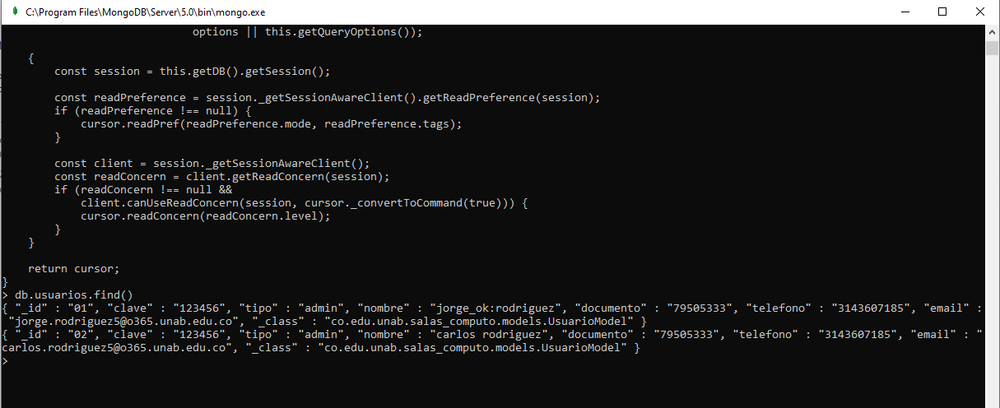 C:\Program Files\MongoDB\Server\5.0\bin\mongo.exe
                             options || this.getQueryOptions());

    {
        const session = this.getDB().getSession();

        const readPreference = session._getSessionAwareClient().getReadPreference(session);
        if (readPreference !== null) {
            cursor.readPref(readPreference.mode, readPreference.tags);
        }

        const client = session._getSessionAwareClient();
        const readConcern = client.getReadConcern(session);
        if (readConcern !== null &&
            client.canUseReadConcern(session, cursor._convertToCommand(true))) {
            cursor.readConcern(readConcern.level);
        }
    }

    return cursor;
}
> db.usuarios.find()
{ "_id" : "01", "clave" : "123456", "tipo" : "admin", "nombre" : "jorge_ok:rodriguez", "documento" : "79505333", "telefono" : "3143607185", "email" :
 "jorge.rodriguez5@o365.unab.edu.co", "_class" : "co.edu.unab.salas_computo.models.UsuarioModel" }
{ "_id" : "02", "clave" : "123456", "tipo" : "admin", "nombre" : "carlos rodriguez", "documento" : "79505333", "telefono" : "3143607185", "email" : "
carlos.rodriguez5@o365.unab.edu.co", "_class" : "co.edu.unab.salas_computo.models.UsuarioModel" }
>